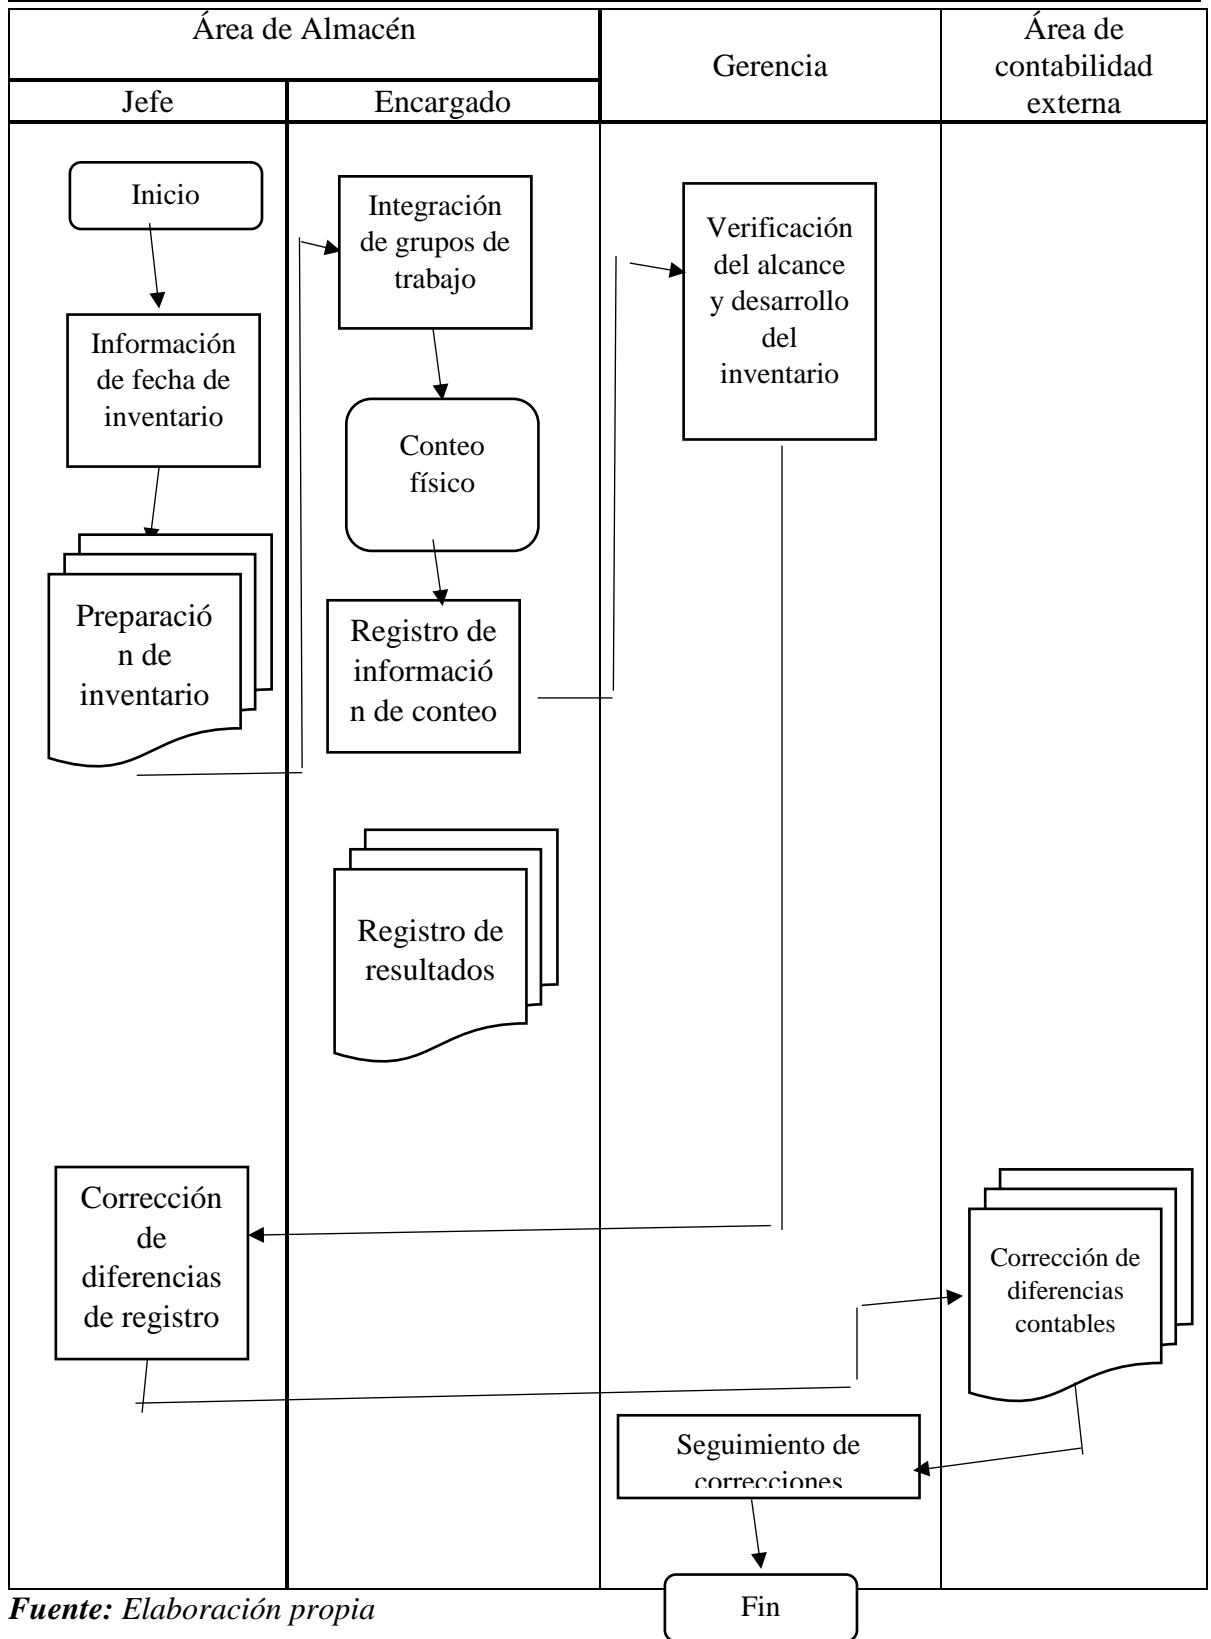 Área de Almacén
Gerencia
Área de
contabilidad
externa
Jefe
Encargado
Inicio
Información
de fecha de
inventario
Preparació
n de
inventario
Integración
de grupos de
trabajo
Conteo
físico
Registro de
informació
n de conteo
Verificación
del alcance
y desarrollo
del
inventario
Registro de
resultados
Corrección
de
diferencias
de registro
Corrección de
diferencias
contables
Seguimiento de
correcciones
Fin
Fuente: Elaboración propia